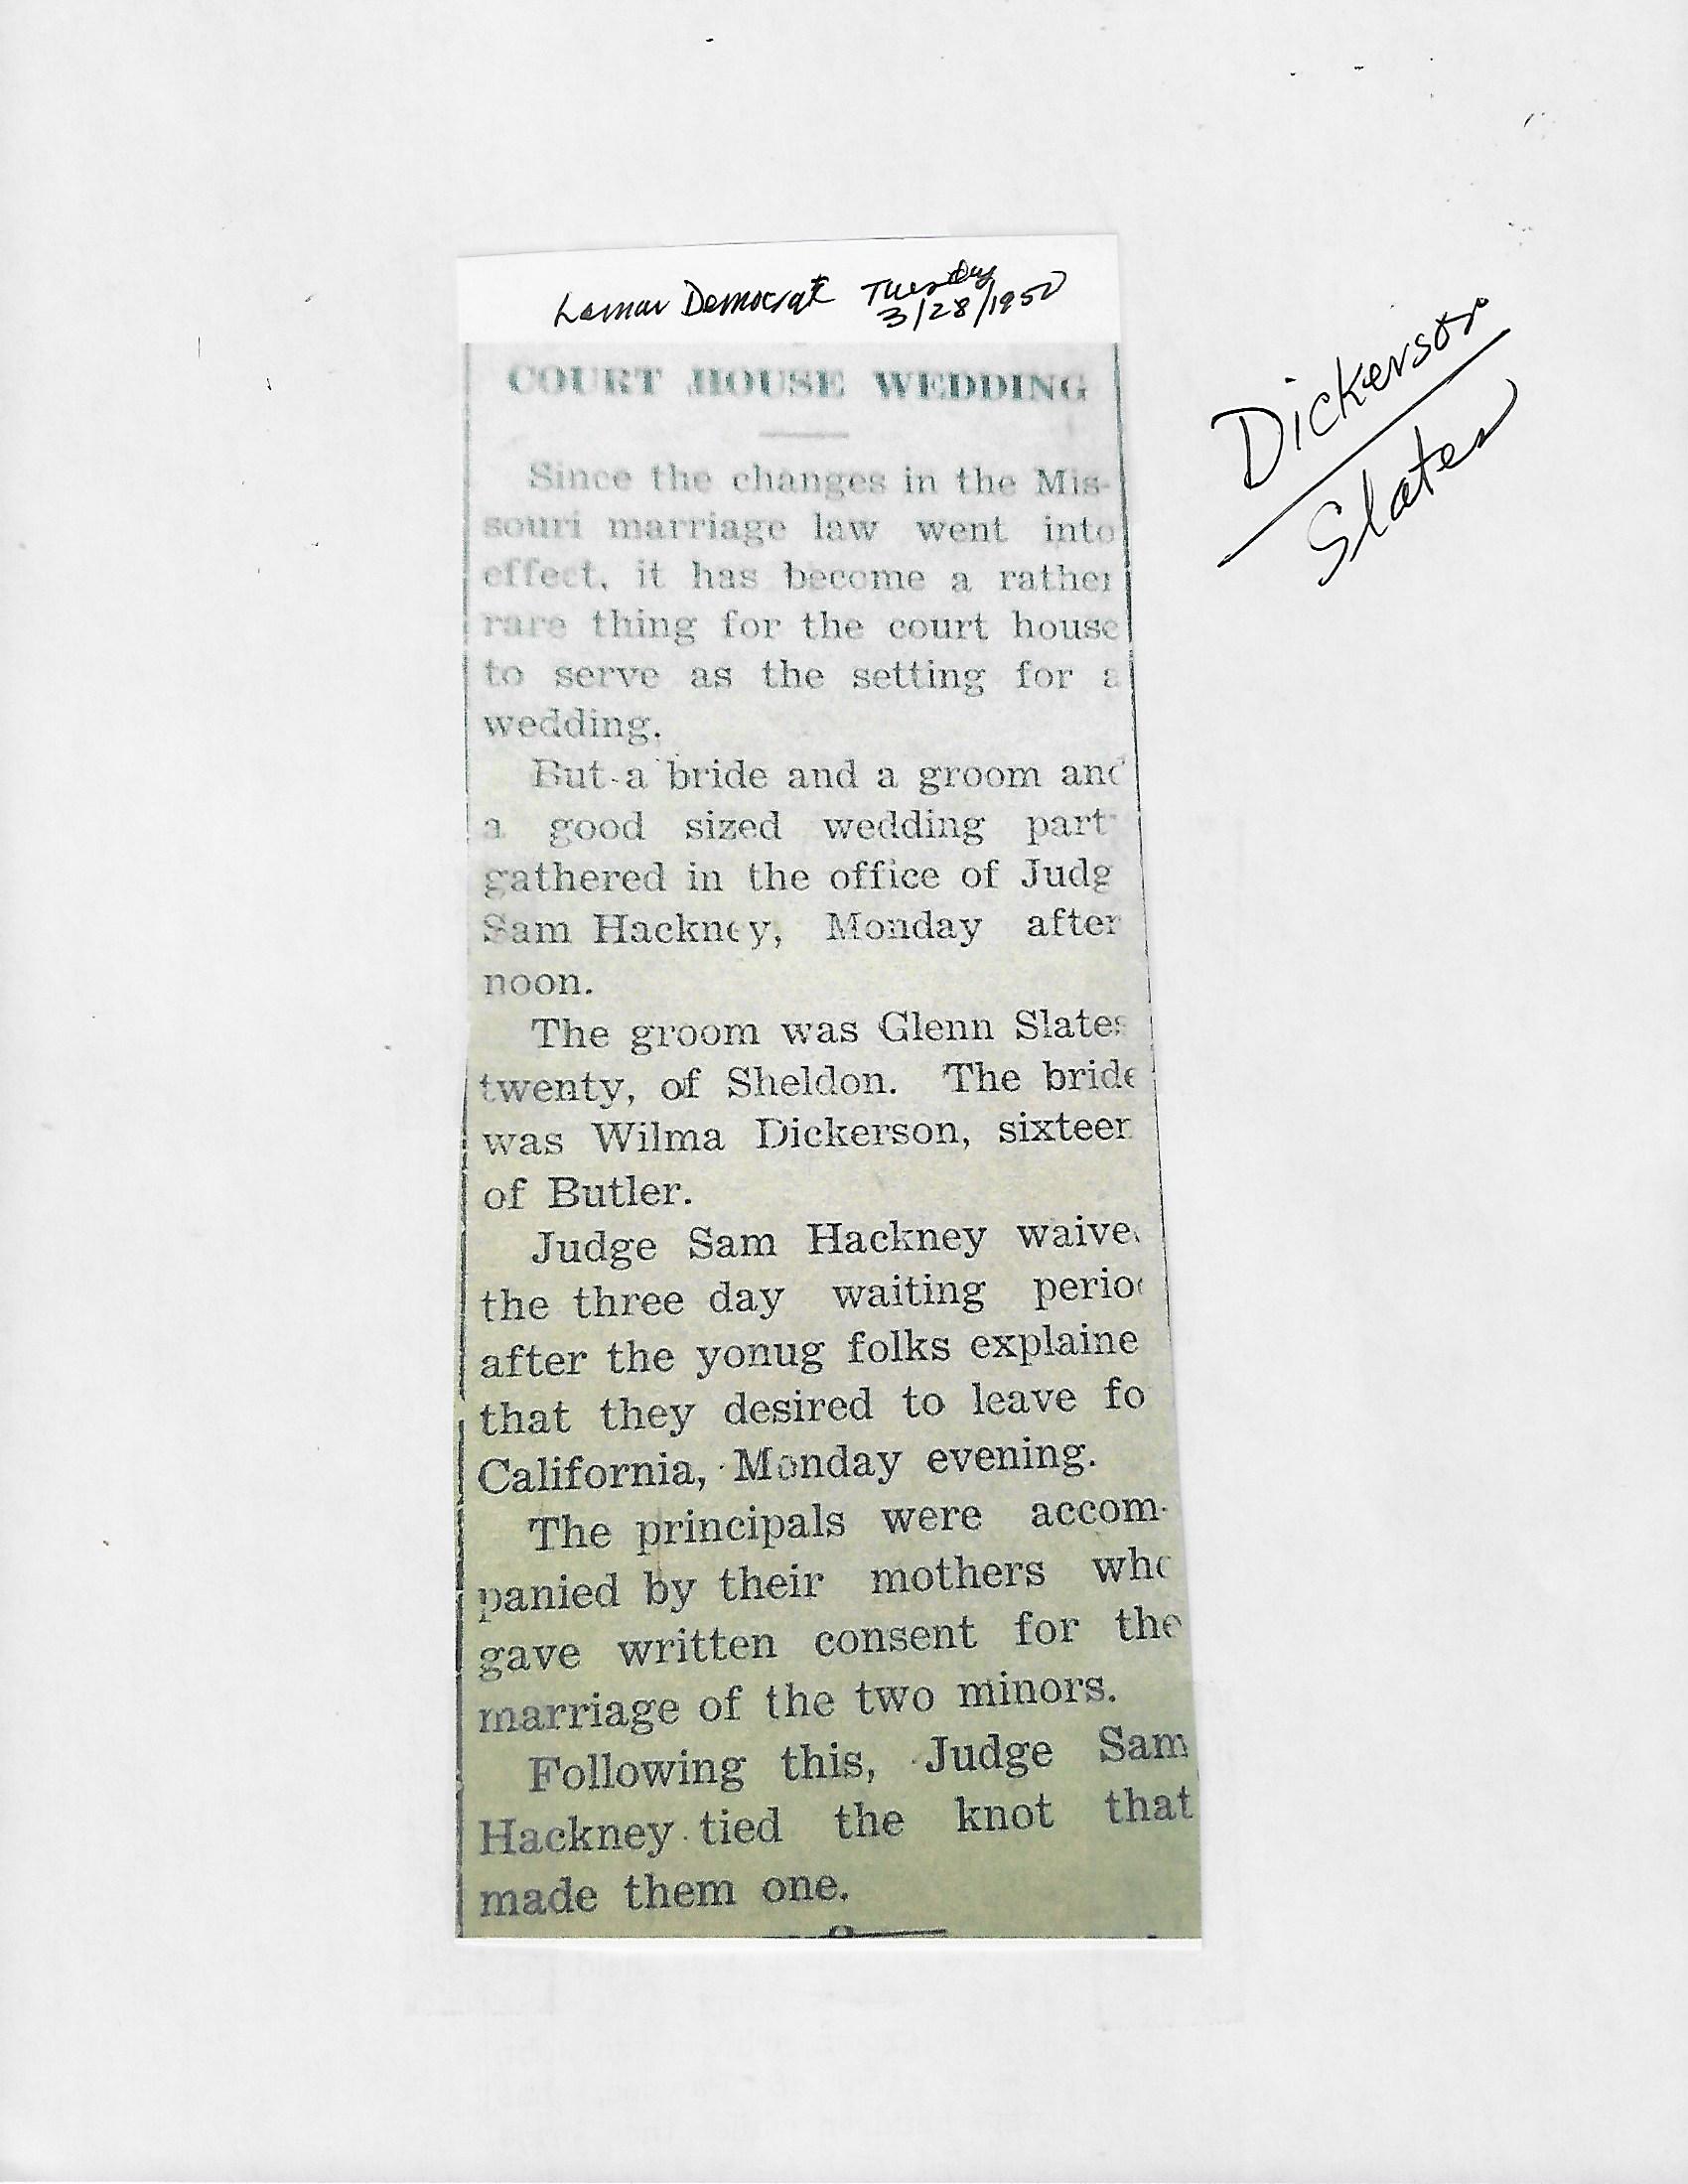 Lamar Democrat Tuesday
3/28/1950
Dickerson
Slates
COURT HOUSE WEDDING
Since the changes in the Mis-
souri marriage law went into
effect, it has become a rather
rare thing for the court house
to serve as the setting for a
wedding.
But a bride and a groom and
a good sized wedding part
gathered in the office of Judg
Sam Hackney, Monday after
noon.
The groom was Glenn Slates
twenty, of Sheldon. The bride
was Wilma Dickerson, sixteen
of Butler.
Judge Sam Hackney waive
the three day waiting perio
after the yonug folks explaine
that they desired to leave fo
California, Monday evening.
The principals were accom-
panied by their mothers who
gave written consent for the
marriage of the two minors.
Following this, Judge Sam
Hackney tied the knot that
made them one.